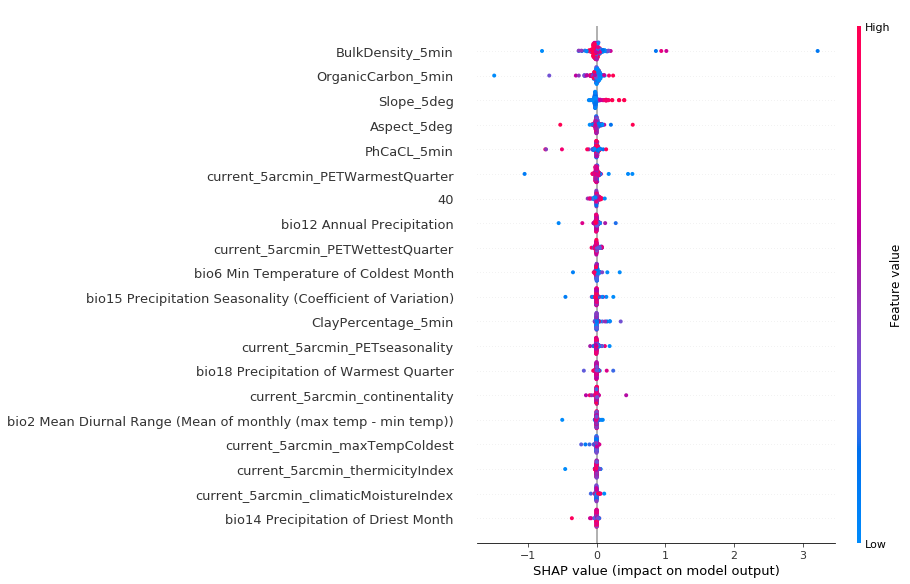 High
BulkDensity_5min
OrganicCarbon_5min
Slope_5deg
Aspect_5deg
PhCaCL_5min
current_5arcmin_PETWarmestQuarter
40
bio12 Annual Precipitation
current_5arcmin_PETWettestQuarter
bio6 Min Temperature of Coldest Month
bio15 Precipitation Seasonality (Coefficient of Variation)
ClayPercentage_5min
current_5arcmin_PETseasonality
bio18 Precipitation of Warmest Quarter
current_5arcmin_continentality
bio2 Mean Diurnal Range (Mean of monthly (max temp - min temp))
current_5arcmin_maxTempColdest
current_5arcmin_thermicityIndex
current_5arcmin_climaticMoistureIndex
bio14 Precipitation of Driest Month
Feature value
Low
−1 0 1 2 3
SHAP value (impact on model output)